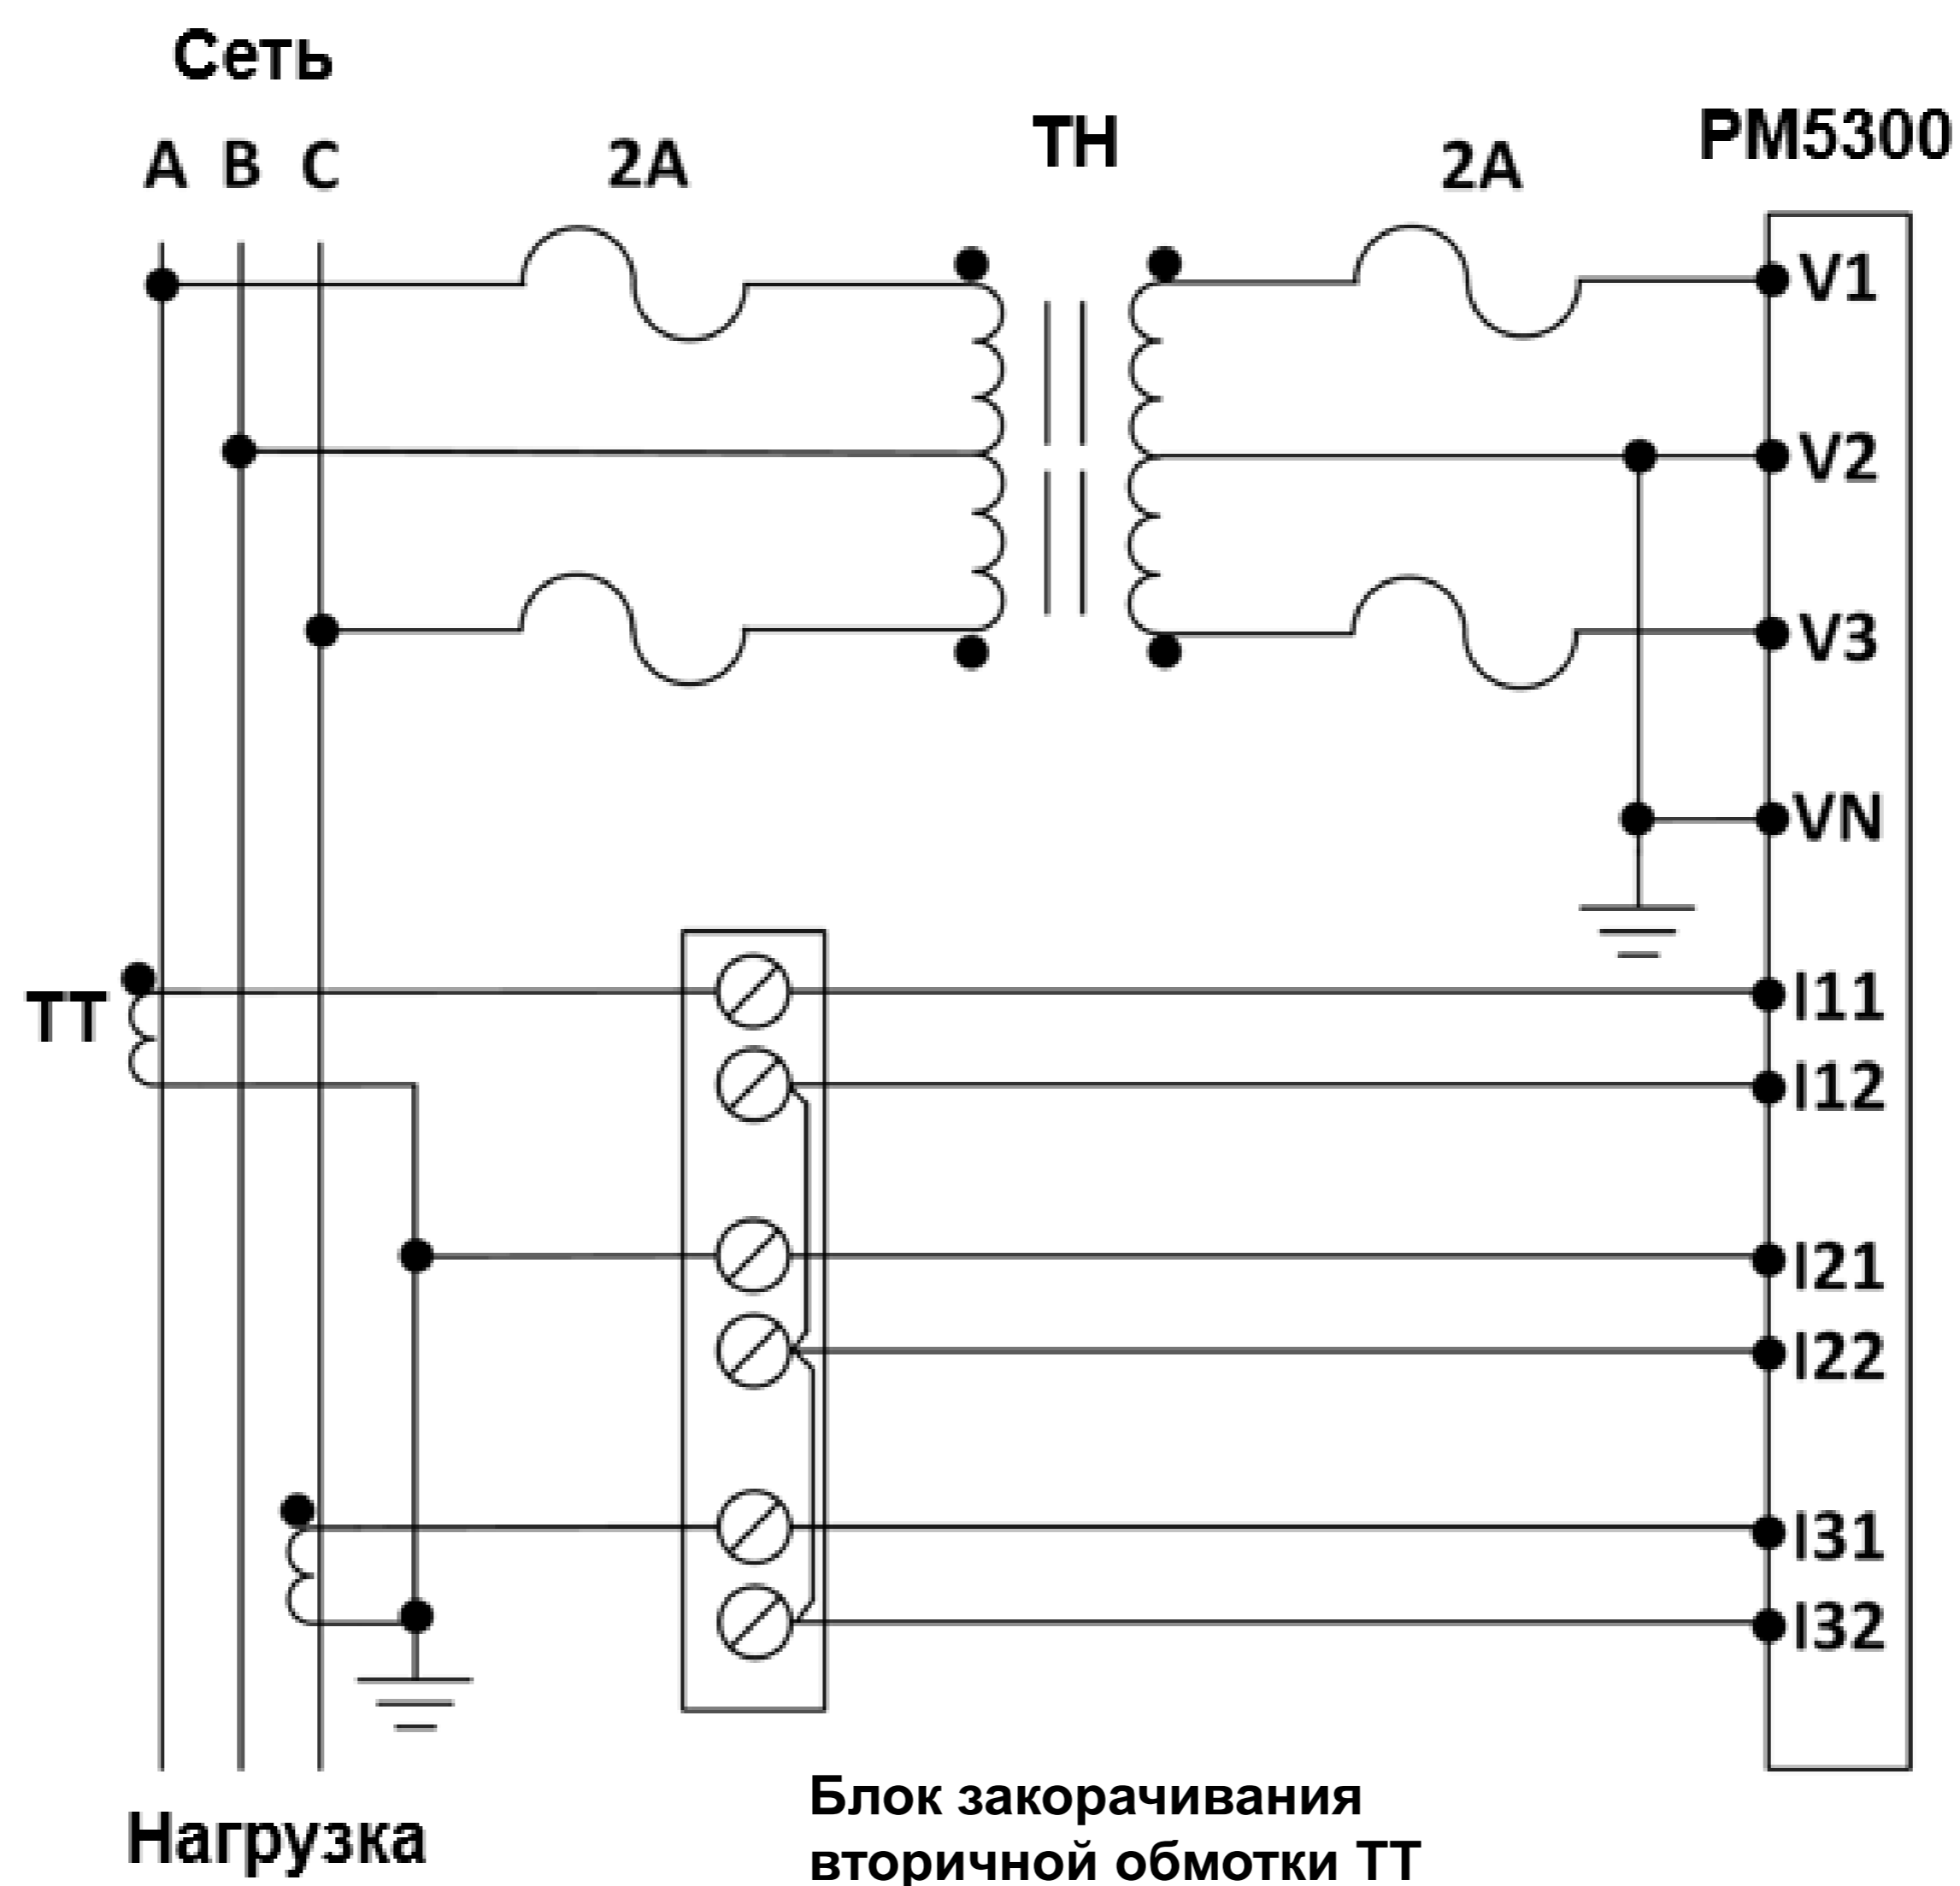 Сеть
A B C
2A
ТН
2A
PM5300
V1
V2
V3
VN
ТТ
I11
I12
I21
I22
I31
I32
Нагрузка
Блок закорачивания
вторичной обмотки ТТ